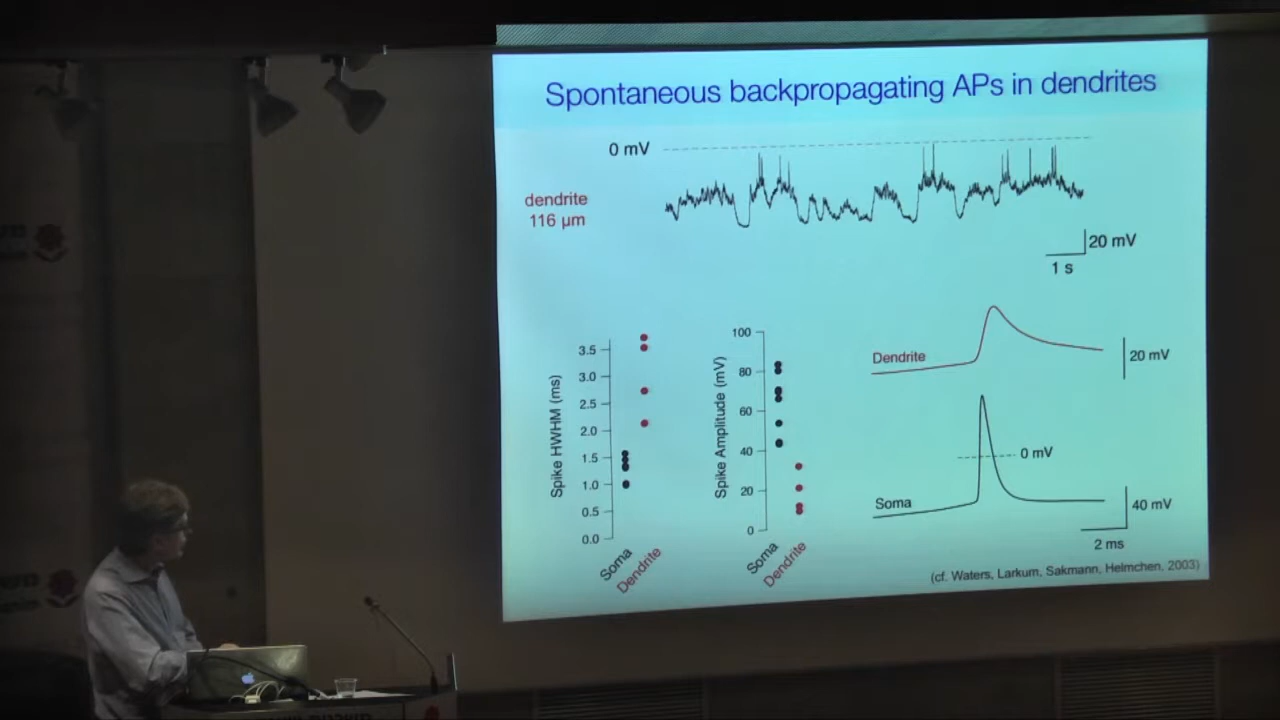 Spontaneous backpropagating APs in dendrites
0 mV
dendrite
116 µm
20 mV
1 s
3.5
3.0
2.5
2.0
1.5
1.0
0.5
0.0
Spike HWHM (ms)
Soma
Dendrite
100
80
60
40
20
0
Spike Amplitude (mV)
Soma
Dendrite
Dendrite
20 mV
0 mV
Soma
40 mV
2 ms
(cf. Waters, Larkum, Sakmann, Helmchen, 2003)